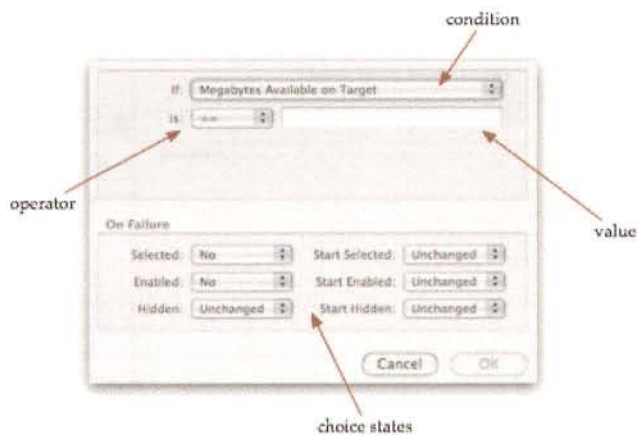 condition
If: Megabytes Available on Target
Is ==
operator
value
On Failure
Selected: No Start Selected: Unchanged
Enabled: No Start Enabled: Unchanged
Hidden: Unchanged Start Hidden: Unchanged
Cancel OK
choice states